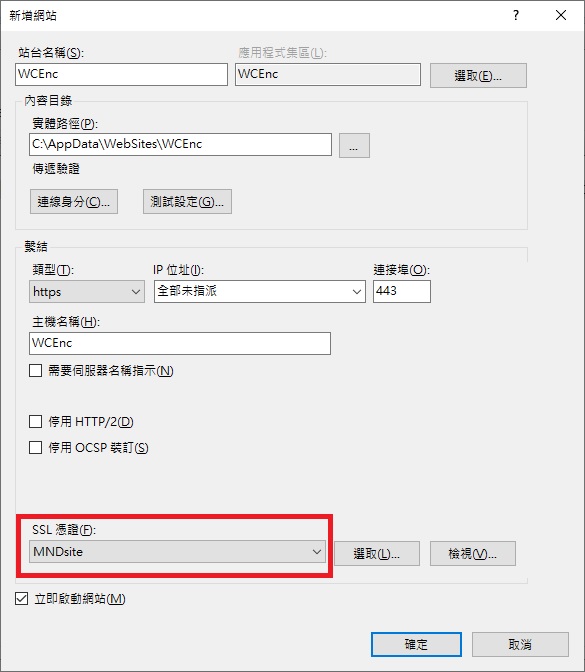 新增網站
站台名稱(S):
應用程式集區(L):
WCEnc
WCEnc
選取(E)...
內容目錄
實體路徑(P):
C:\AppData\WebSites\WCEnc
...
傳遞驗證
連線身分(C)...
測試設定(G)...
繫結
類型(T):
IP 位址(I):
連接埠(O):
https
全部未指派
443
主機名稱(H):
WCEnc
需要伺服器名稱指示(N)
停用 HTTP/2(D)
停用 OCSP 裝訂(S)
SSL 憑證(F):
MNDsite
選取(L)...
檢視(V)...
立即啟動網站(M)
確定
取消